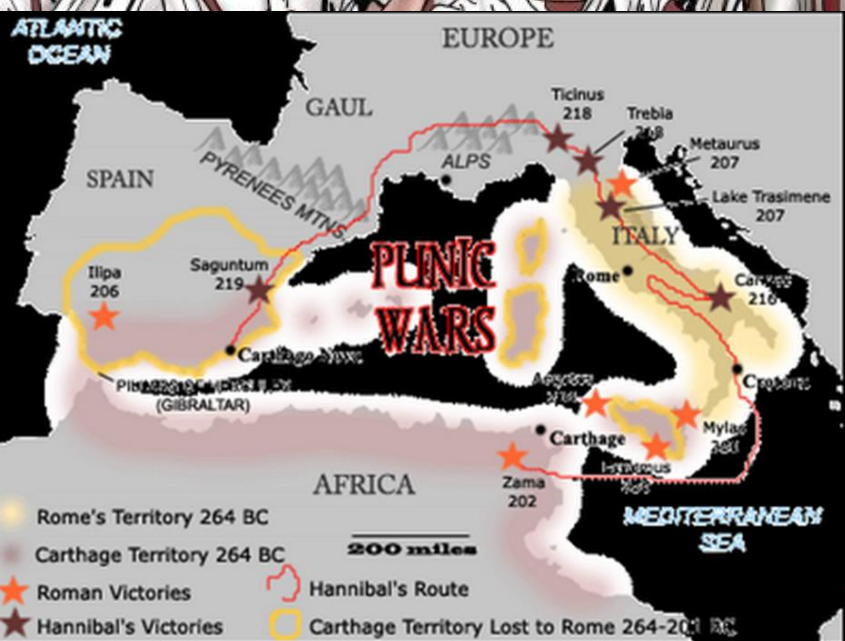 ATLANTIC
OCEAN
EUROPE
GAUL
Ticinus
218
Trebia
Metaurus
207
ALPS
PYRENEES MTNS.
SPAIN
Lake Trasimene
207
ITALY
PUNIC
WARS
Saguntum
219
Ilipa
206
Rome
216
(GIBRALTAR)
Carthage
Zama
202
AFRICA
MEDITERRANEAN
SEA
200 miles
Rome's Territory 264 BC
Carthage Territory 264 BC
Roman Victories
Hannibal's Victories
Hannibal's Route
Carthage Territory Lost to Rome 264-201 BC